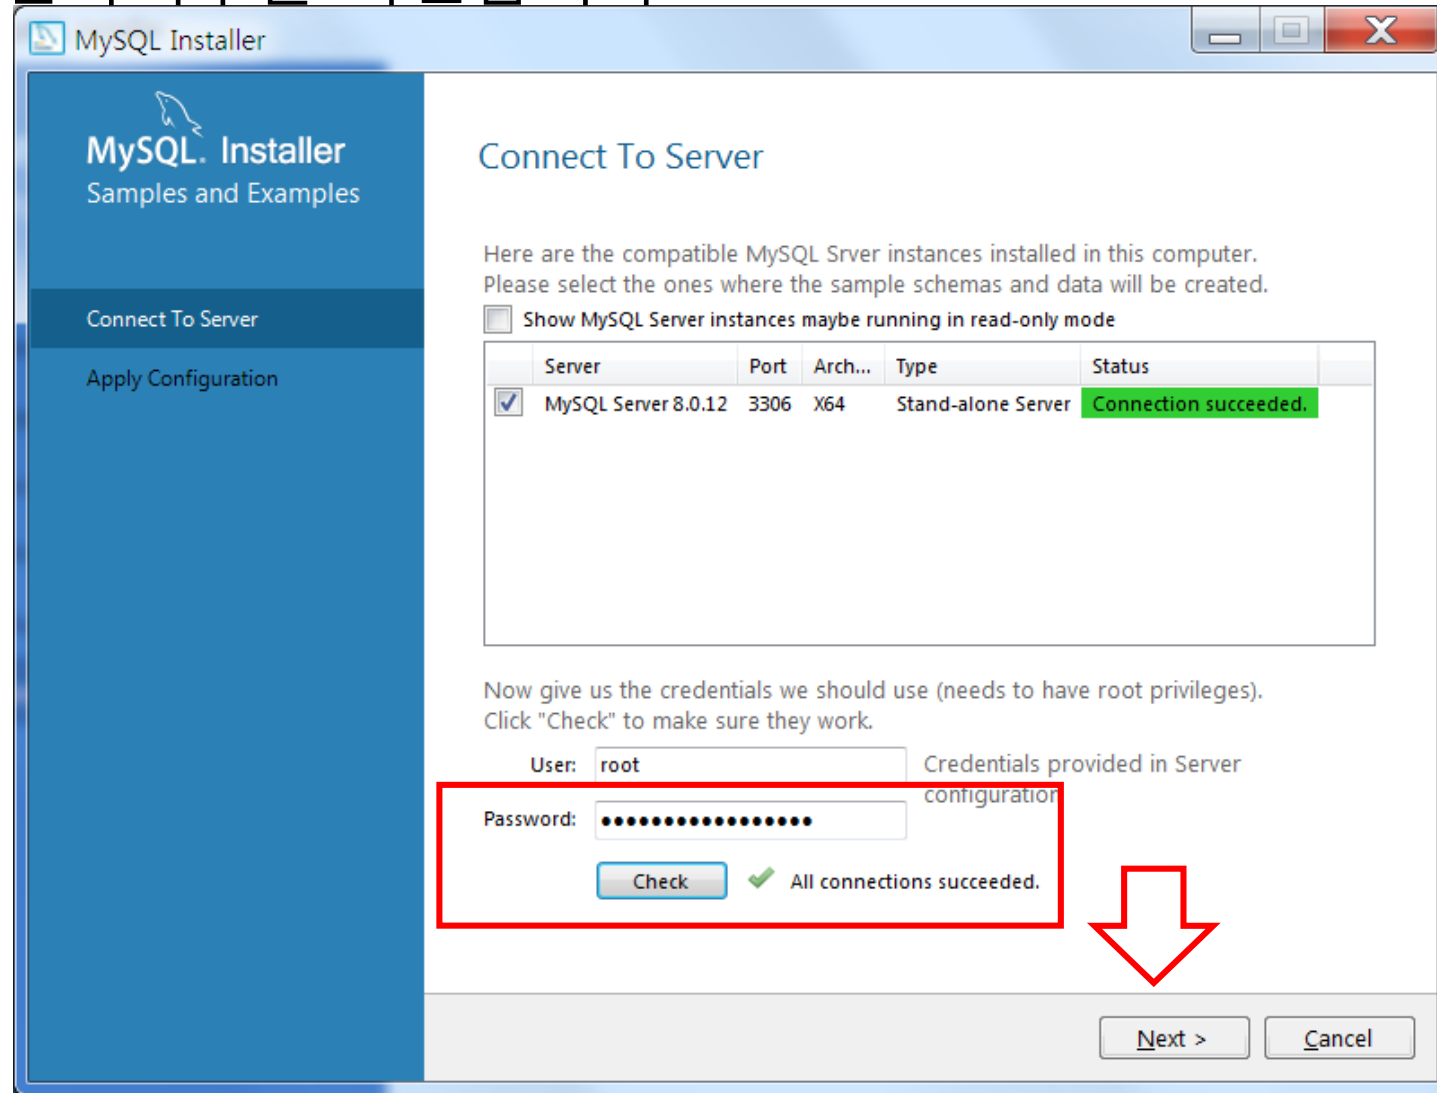 MySQL Installer
MySQL. Installer
Samples and Examples
Connect To Server
Apply Configuration
Connect To Server
Here are the compatible MySQL Srver instances installed in this computer.
Please select the ones where the sample schemas and data will be created.
Show MySQL Server instances maybe running in read-only mode
Server Port Arch... Type Status
MySQL Server 8.0.12 3306 X64 Stand-alone Server Connection succeeded.
Now give us the credentials we should use (needs to have root privileges).
Click "Check" to make sure they work.
User: root
Credentials provided in Server
configuration
Password: •••••••••••••••••
Check All connections succeeded.
Next > Cancel